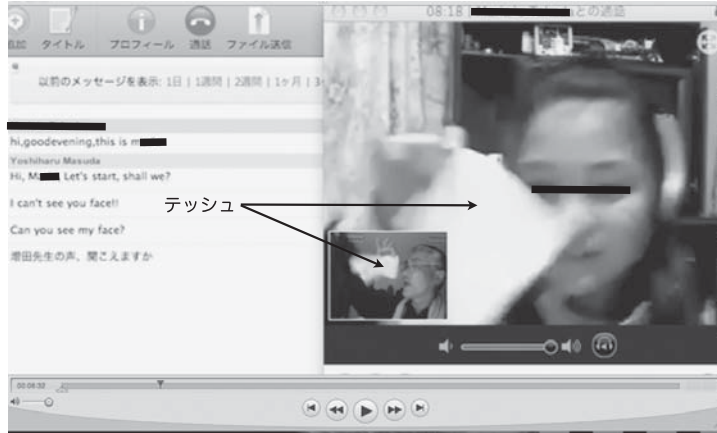 追加 タイトル プロフィール 通話 ファイル送信
以前のメッセージを表示: 1日 | 1週間 | 2週間 | 1ヶ月 | 3
hi,goodevening,this is m
Yoshiharu Masuda
Hi, M Let's start, shall we?
I can't see you face!!
Can you see my face?
増田先生の声、聞こえますか
テッシュ
08:18 との通話